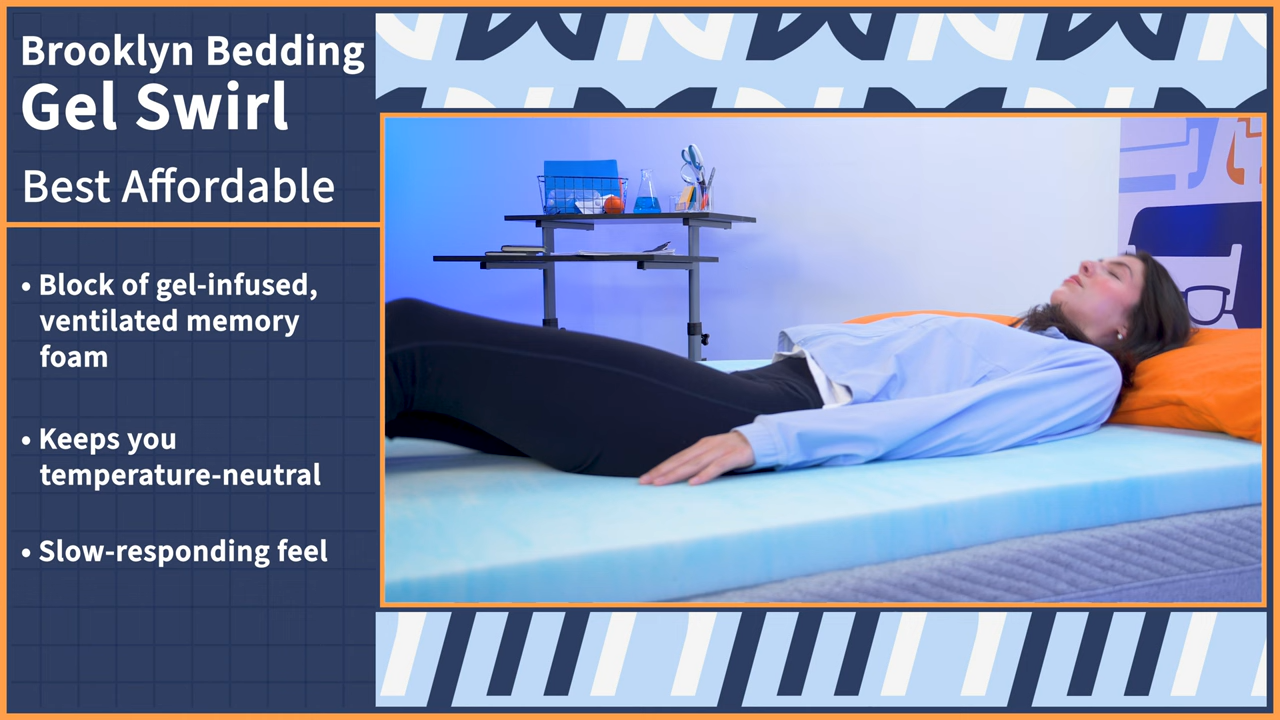 Brooklyn Bedding
Gel Swirl
Best Affordable
• Block of gel-infused,
ventilated memory
foam
• Keeps you
temperature-neutral
• Slow-responding feel